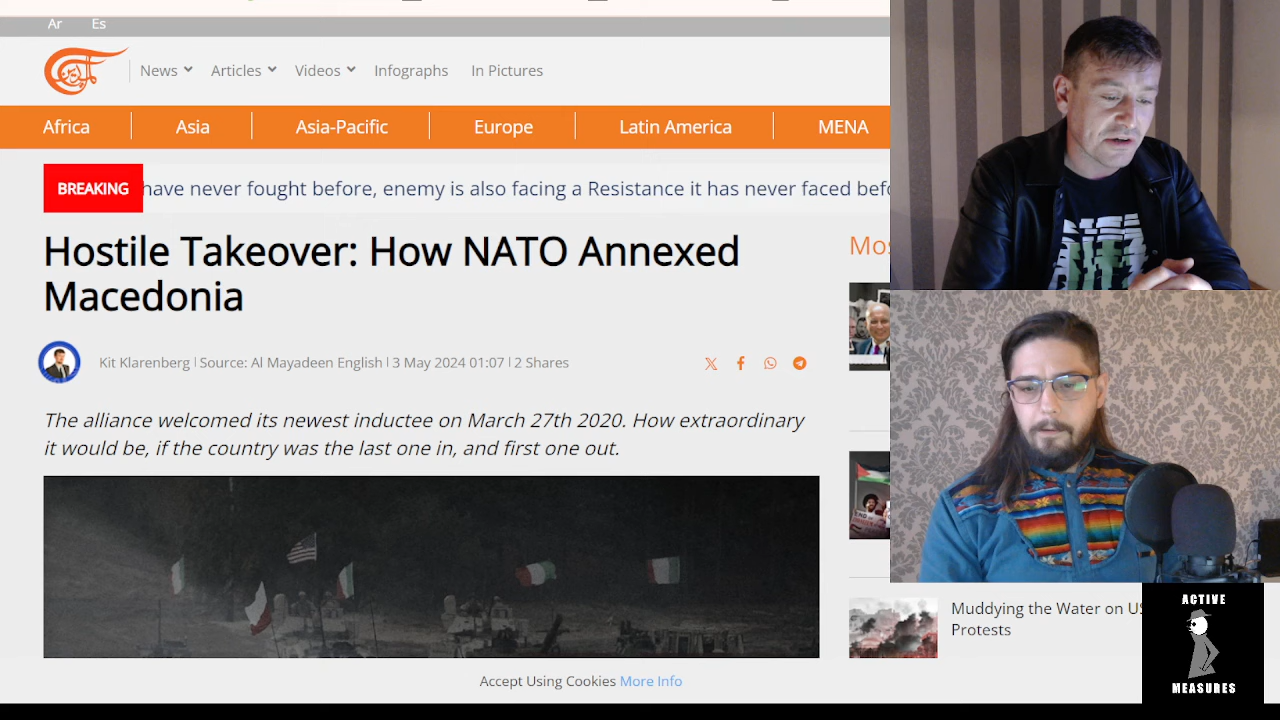 Ar Es
News Articles Videos Infographs In Pictures
Africa Asia Asia-Pacific Europe Latin America MENA
BREAKING have never fought before, enemy is also facing a Resistance it has never faced befo
Hostile Takeover: How NATO Annexed
Macedonia
Mos
Kit Klarenberg | Source: Al Mayadeen English | 3 May 2024 01:07 | 2 Shares
The alliance welcomed its newest inductee on March 27th 2020. How extraordinary
it would be, if the country was the last one in, and first one out.
Muddying the Water on US
Protests
Accept Using Cookies More Info
ACTIVE
MEASURES